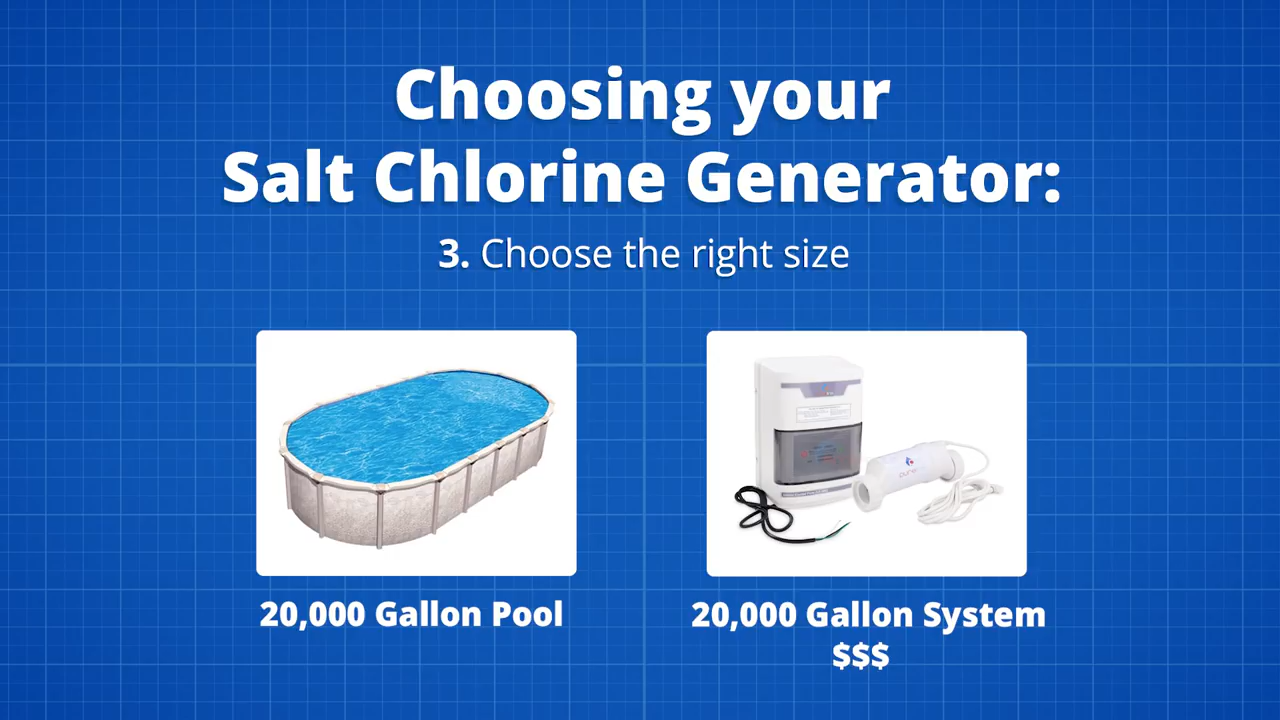 Choosing your
Salt Chlorine Generator:
3. Choose the right size
20,000 Gallon Pool
20,000 Gallon System
$$$